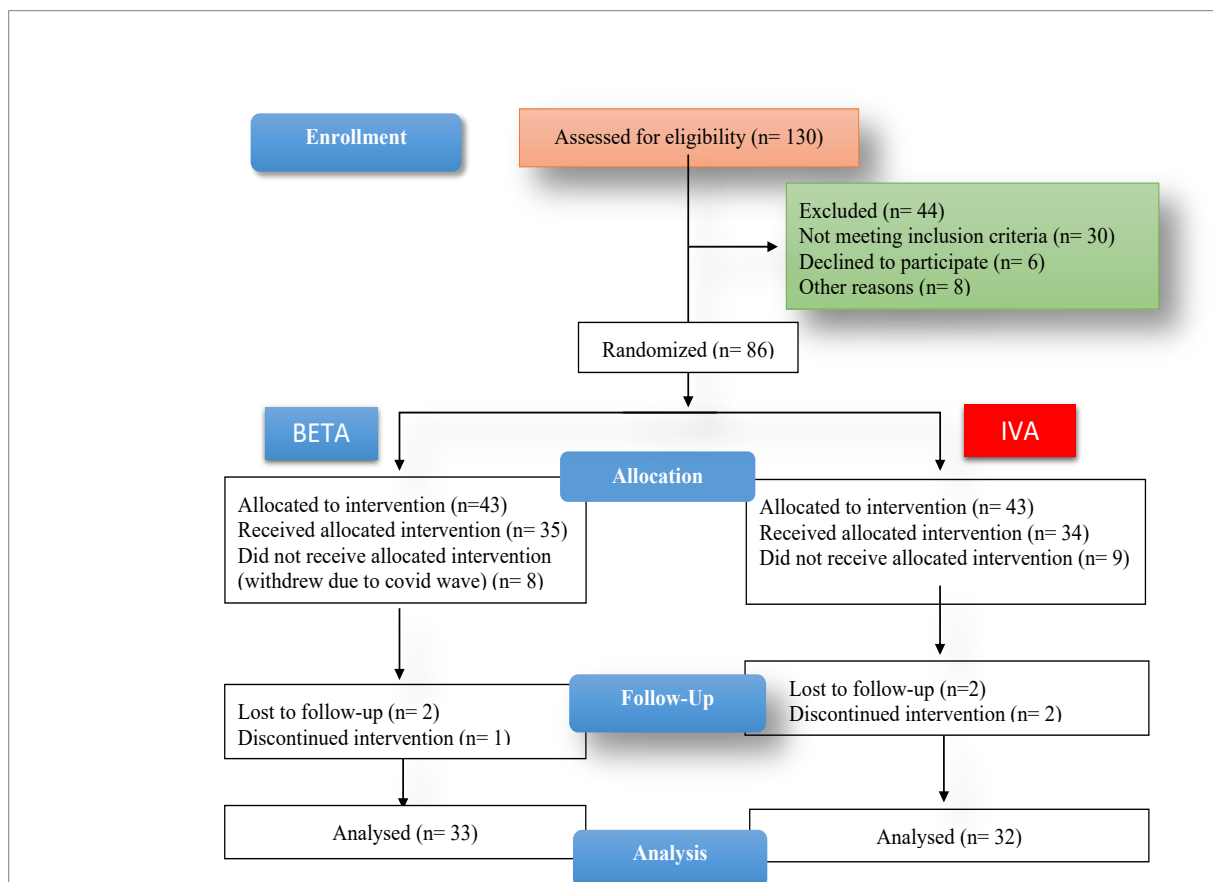 Enrollment
Assessed for eligibility (n= 130)
Excluded (n= 44)
Not meeting inclusion criteria (n= 30)
Declined to participate (n= 6)
Other reasons (n= 8)
Randomized (n= 86)
BETA
IVA
Allocation
Allocated to intervention (n=43)
Received allocated intervention (n= 35)
Did not receive allocated intervention
(withdrew due to covid wave) (n= 8)
Allocated to intervention (n= 43)
Received allocated intervention (n= 34)
Did not receive allocated intervention (n= 9)
Follow-Up
Lost to follow-up (n= 2)
Discontinued intervention (n= 1)
Lost to follow-up (n=2)
Discontinued intervention (n= 2)
Analysed (n= 33)
Analysis
Analysed (n= 32)